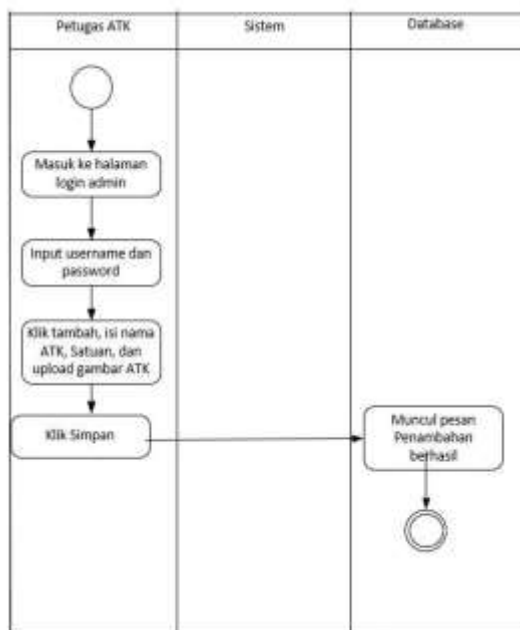 Petugas ATK
Sistem
Database
Masuk ke halaman
login admin
Input username dan
password
Klik tambah, isi nama
ATK, Satuan, dan
upload gambar ATK
Klik Simpan
Muncul pesan
Penambahan
berhasil